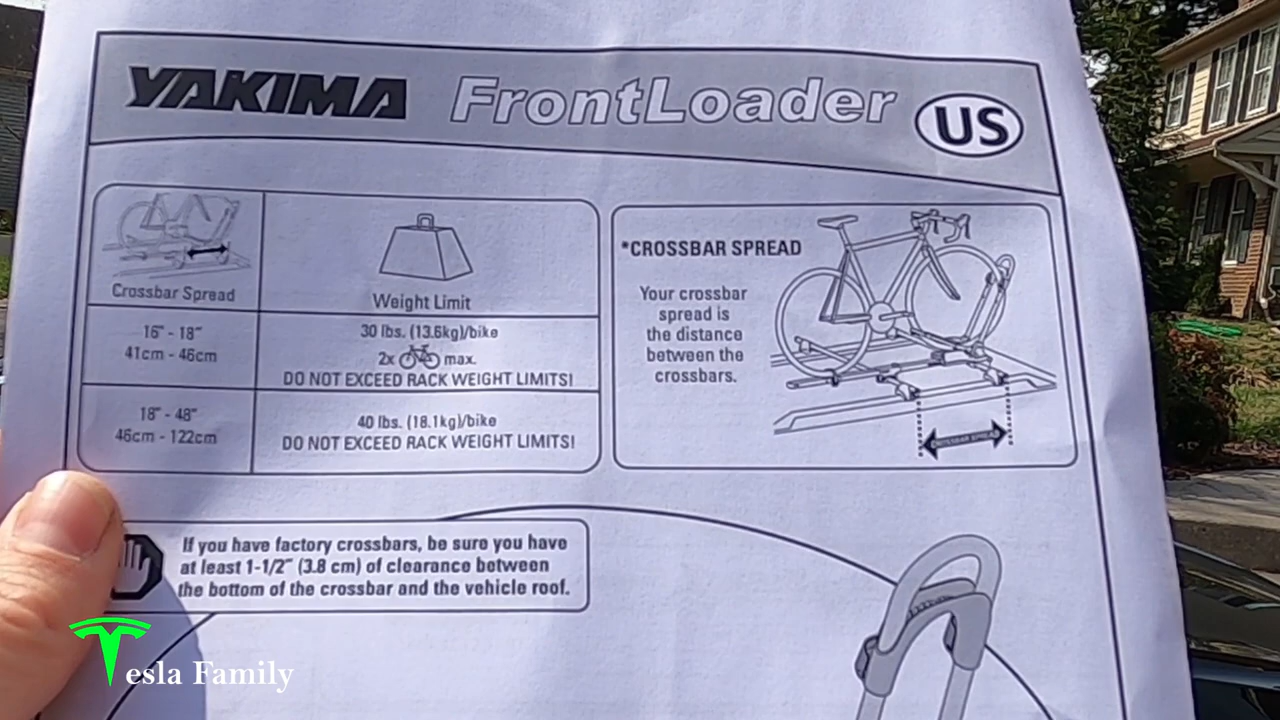 YAKIMA FrontLoader US
Crossbar Spread
Weight Limit
16" - 18"
41cm - 46cm
30 lbs. (13.6kg)/bike
2x max.
DO NOT EXCEED RACK WEIGHT LIMITS!
18" - 48"
46cm - 122cm
40 lbs. (18.1kg)/bike
DO NOT EXCEED RACK WEIGHT LIMITS!
*CROSSBAR SPREAD
Your crossbar
spread is
the distance
between the
crossbars.
CROSSBAR SPREAD
If you have factory crossbars, be sure you have
at least 1-1/2" (3.8 cm) of clearance between
the bottom of the crossbar and the vehicle roof.
Tesla Family